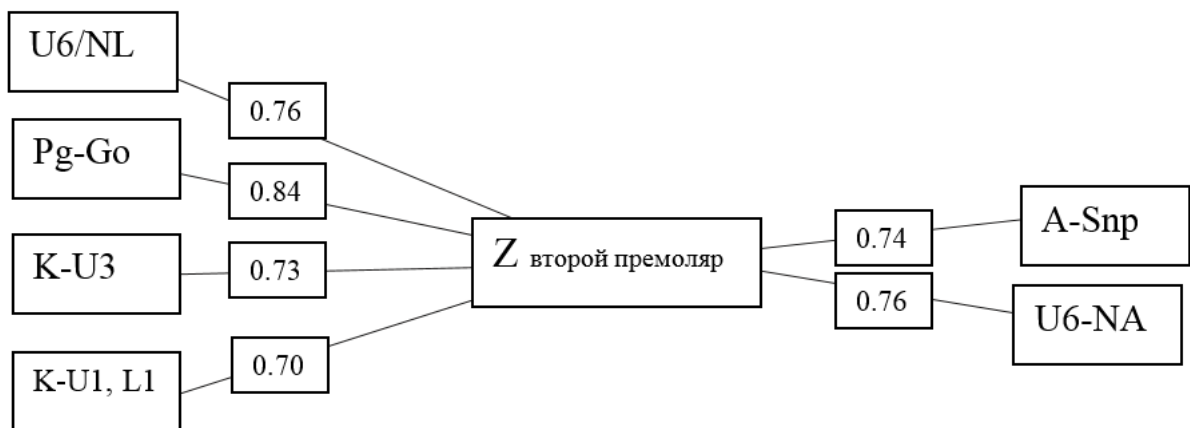 U6/NL
0.76
Pg-Go
0.84
K-U3
0.73
K-U1, L1
0.70
Z второй премоляр
0.74
A-Snp
0.76
U6-NA